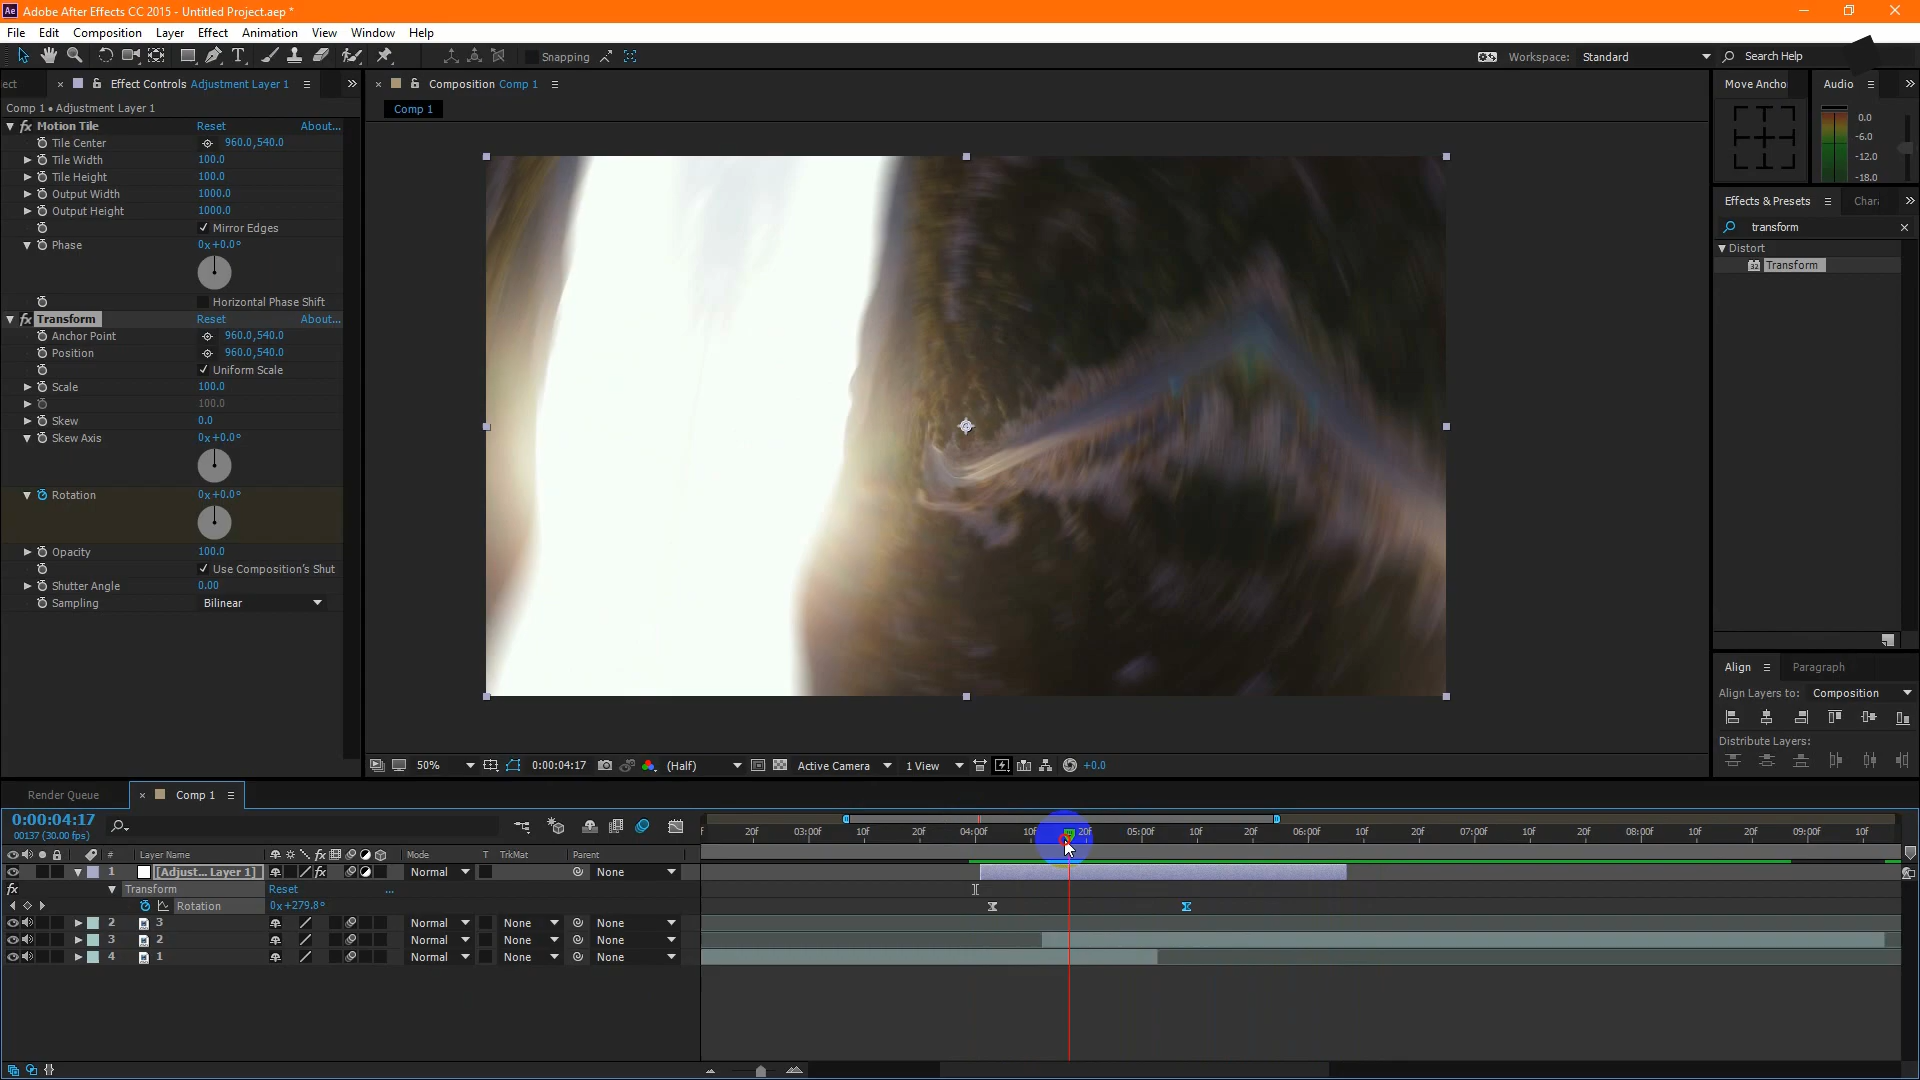 Ae Adobe After Effects CC 2015 - Untitled Project.aep *
File Edit Composition Layer Effect Animation View Window Help
Snapping Workspace: Standard Search Help
ect Effect Controls Adjustment Layer 1 Composition Comp 1 Move Ancho Audio
Comp 1 • Adjustment Layer 1 Comp 1
Motion Tile Reset About...
Tile Center 960.0,540.0
Tile Width 100.0
Tile Height 100.0
Output Width 1000.0
Output Height 1000.0
Mirror Edges
Phase 0x+0.0°
Horizontal Phase Shift
Transform Reset About...
Anchor Point 960.0,540.0
Position 960.0,540.0
Uniform Scale
Scale 100.0
100.0
Skew 0.0
Skew Axis 0x+0.0°
Rotation 0x+0.0°
Opacity 100.0
Use Composition's Shut
Shutter Angle 0.00
Sampling Bilinear
0.0
-6.0
-12.0
-18.0
Effects & Presets Chara
transform
Distort
32 Transform
Align Paragraph
Align Layers to: Composition
Distribute Layers:
50% 0:00:04:17 (Half) Active Camera 1 View +0.0
Render Queue Comp 1
0:00:04:17
00137 (30.00 fps)
f 20f 03:00f 10f 20f 04:00f 10f 20f 05:00f 10f 20f 06:00f 10f 20f 07:00f 10f 20f 08:00f 10f 20f 09:00f 10f
# Layer Name fx Mode T TrkMat Parent
1 [Adjust... Layer 1] fx Normal None
fx Transform Reset ...
Rotation 0x+279.8°
2 3 Normal None None
3 2 Normal None None
4 1 Normal None None